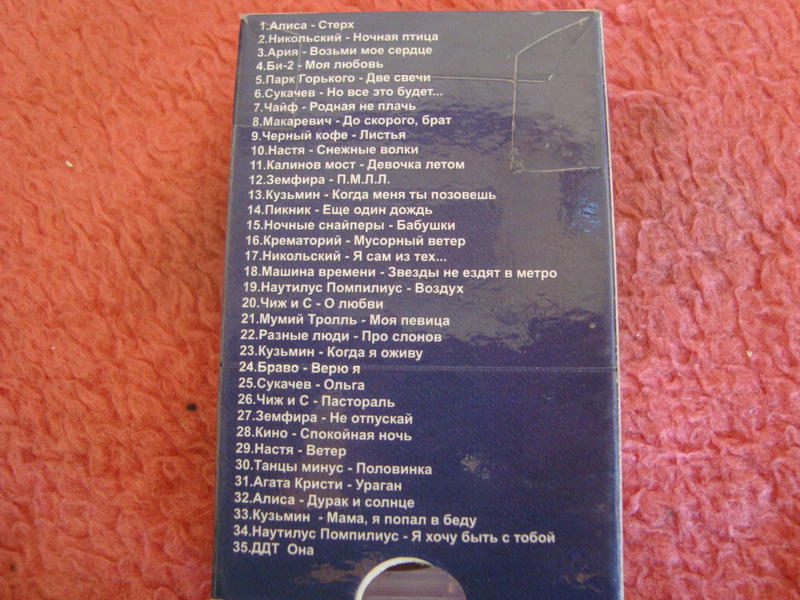 1.Алиса - Стерх
2.Никольский - Ночная птица
3.Ария - Возьми мое сердце
4.Би-2 - Моя любовь
5.Парк Горького - Две свечи
6.Сукачев - Но все это будет...
7.Чайф - Родная не плачь
8.Макаревич - До скорого, брат
9.Черный кофе - Листья
10.Настя - Снежные волки
11.Калинов мост - Девочка летом
12.Земфира - П.М.Л.Л.
13.Кузьмин - Когда меня ты позовешь
14.Пикник - Еще один дождь
15.Ночные снайперы - Бабушки
16.Крематорий - Мусорный ветер
17.Никольский - Я сам из тех...
18.Машина времени - Звезды не ездят в метро
19.Наутилус Помпилиус - Воздух
20.Чиж и С - О любви
21.Мумий Тролль - Моя певица
22.Разные люди - Про слонов
23.Кузьмин - Когда я оживу
24.Браво - Верю я
25.Сукачев - Ольга
26.Чиж и С - Пастораль
27.Земфира - Не отпускай
28.Кино - Спокойная ночь
29.Настя - Ветер
30.Танцы минус - Половинка
31.Агата Кристи - Ураган
32.Алиса - Дурак и солнце
33.Кузьмин - Мама, я попал в беду
34.Наутилус Помпилиус - Я хочу быть с тобой
35.ДДТ Она